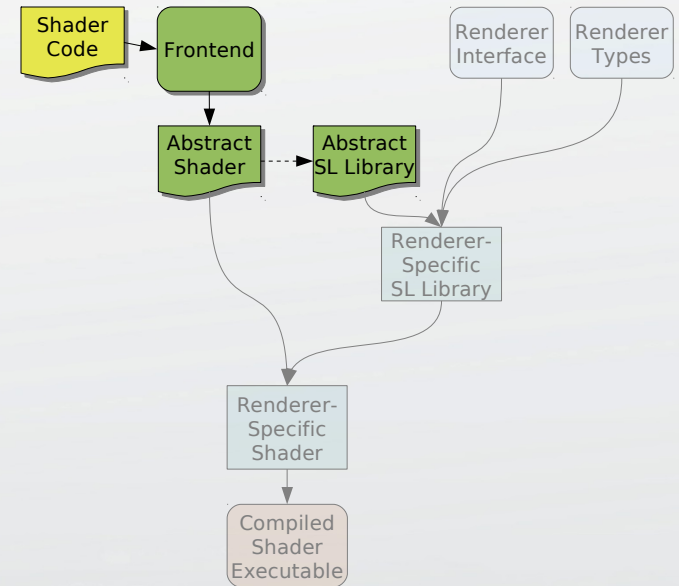 Shader
Code
Frontend
Renderer
Interface
Renderer
Types
Abstract
Shader
Abstract
SL Library
Renderer-
Specific
SL Library
Renderer-
Specific
Shader
Compiled
Shader
Executable